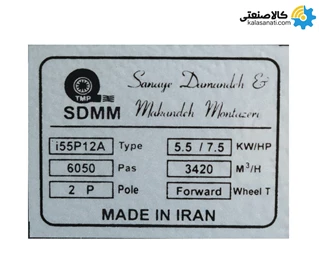 کالاصنعتی
kalasanati.com
TMP
SDMM
Sanaye Damandeh &
Makandeh Montazeri
i55P12A Type 5.5 / 7.5 KW/HP
6050 Pas 3420 M³/H
2 P Pole Forward Wheel T
MADE IN IRAN